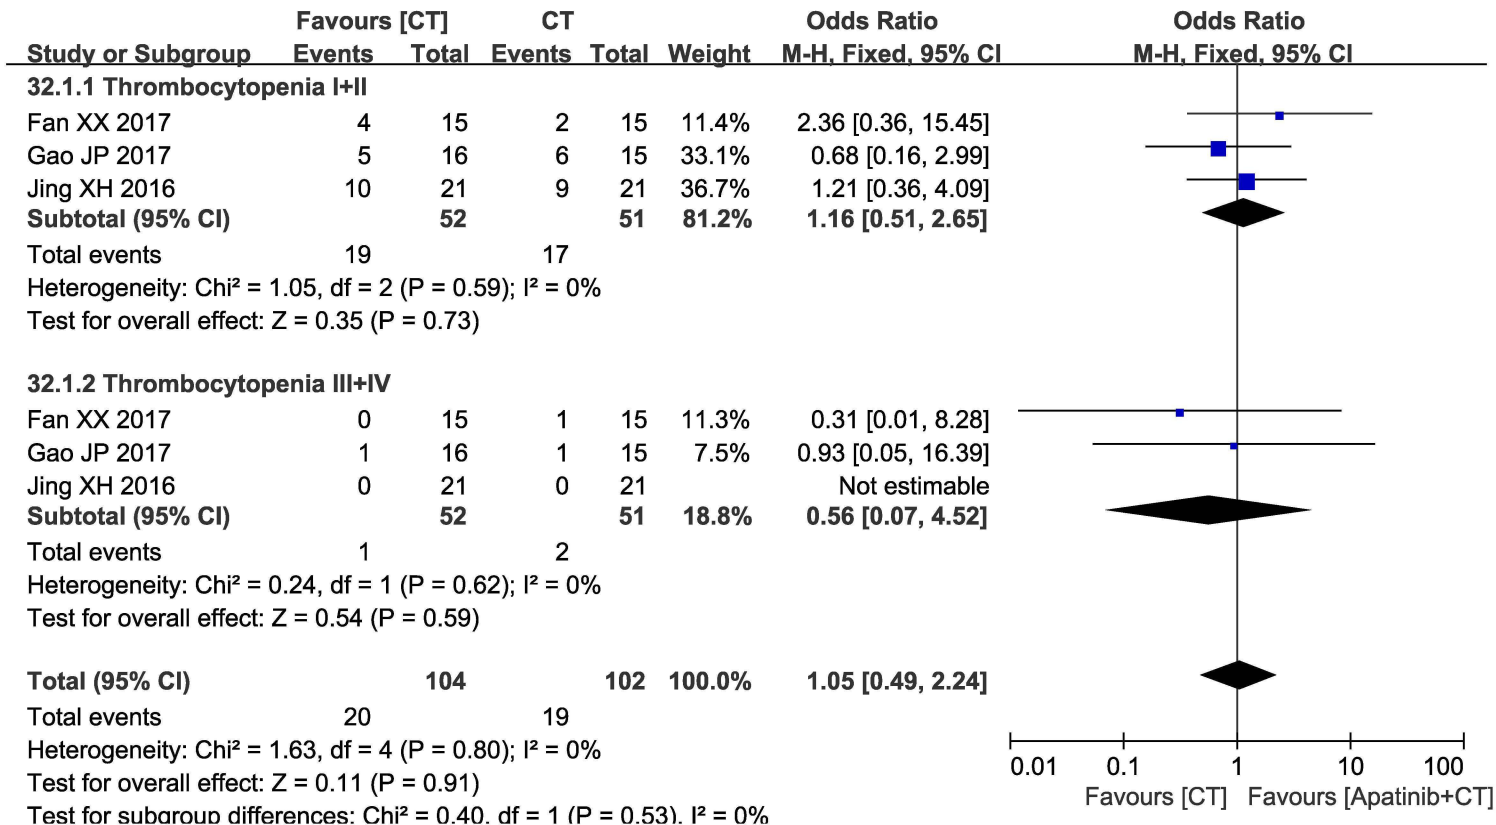 Favours [CT] CT Odds Ratio Odds Ratio
Study or Subgroup Events Total Events Total Weight M-H, Fixed, 95% CI M-H, Fixed, 95% CI
32.1.1 Thrombocytopenia I+II
Fan XX 2017 4 15 2 15 11.4% 2.36 [0.36, 15.45]
Gao JP 2017 5 16 6 15 33.1% 0.68 [0.16, 2.99]
Jing XH 2016 10 21 9 21 36.7% 1.21 [0.36, 4.09]
Subtotal (95% CI) 52 51 81.2% 1.16 [0.51, 2.65]
Total events 19 17
Heterogeneity: Chi² = 1.05, df = 2 (P = 0.59); I² = 0%
Test for overall effect: Z = 0.35 (P = 0.73)
32.1.2 Thrombocytopenia III+IV
Fan XX 2017 0 15 1 15 11.3% 0.31 [0.01, 8.28]
Gao JP 2017 1 16 1 15 7.5% 0.93 [0.05, 16.39]
Jing XH 2016 0 21 0 21 Not estimable
Subtotal (95% CI) 52 51 18.8% 0.56 [0.07, 4.52]
Total events 1 2
Heterogeneity: Chi² = 0.24, df = 1 (P = 0.62); I² = 0%
Test for overall effect: Z = 0.54 (P = 0.59)
Total (95% CI) 104 102 100.0% 1.05 [0.49, 2.24]
Total events 20 19
Heterogeneity: Chi² = 1.63, df = 4 (P = 0.80); I² = 0%
Test for overall effect: Z = 0.11 (P = 0.91)
Test for subgroup differences: Chi² = 0.40, df = 1 (P = 0.53), I² = 0%
0.01 0.1 1 10 100
Favours [CT] Favours [Apatinib+CT]